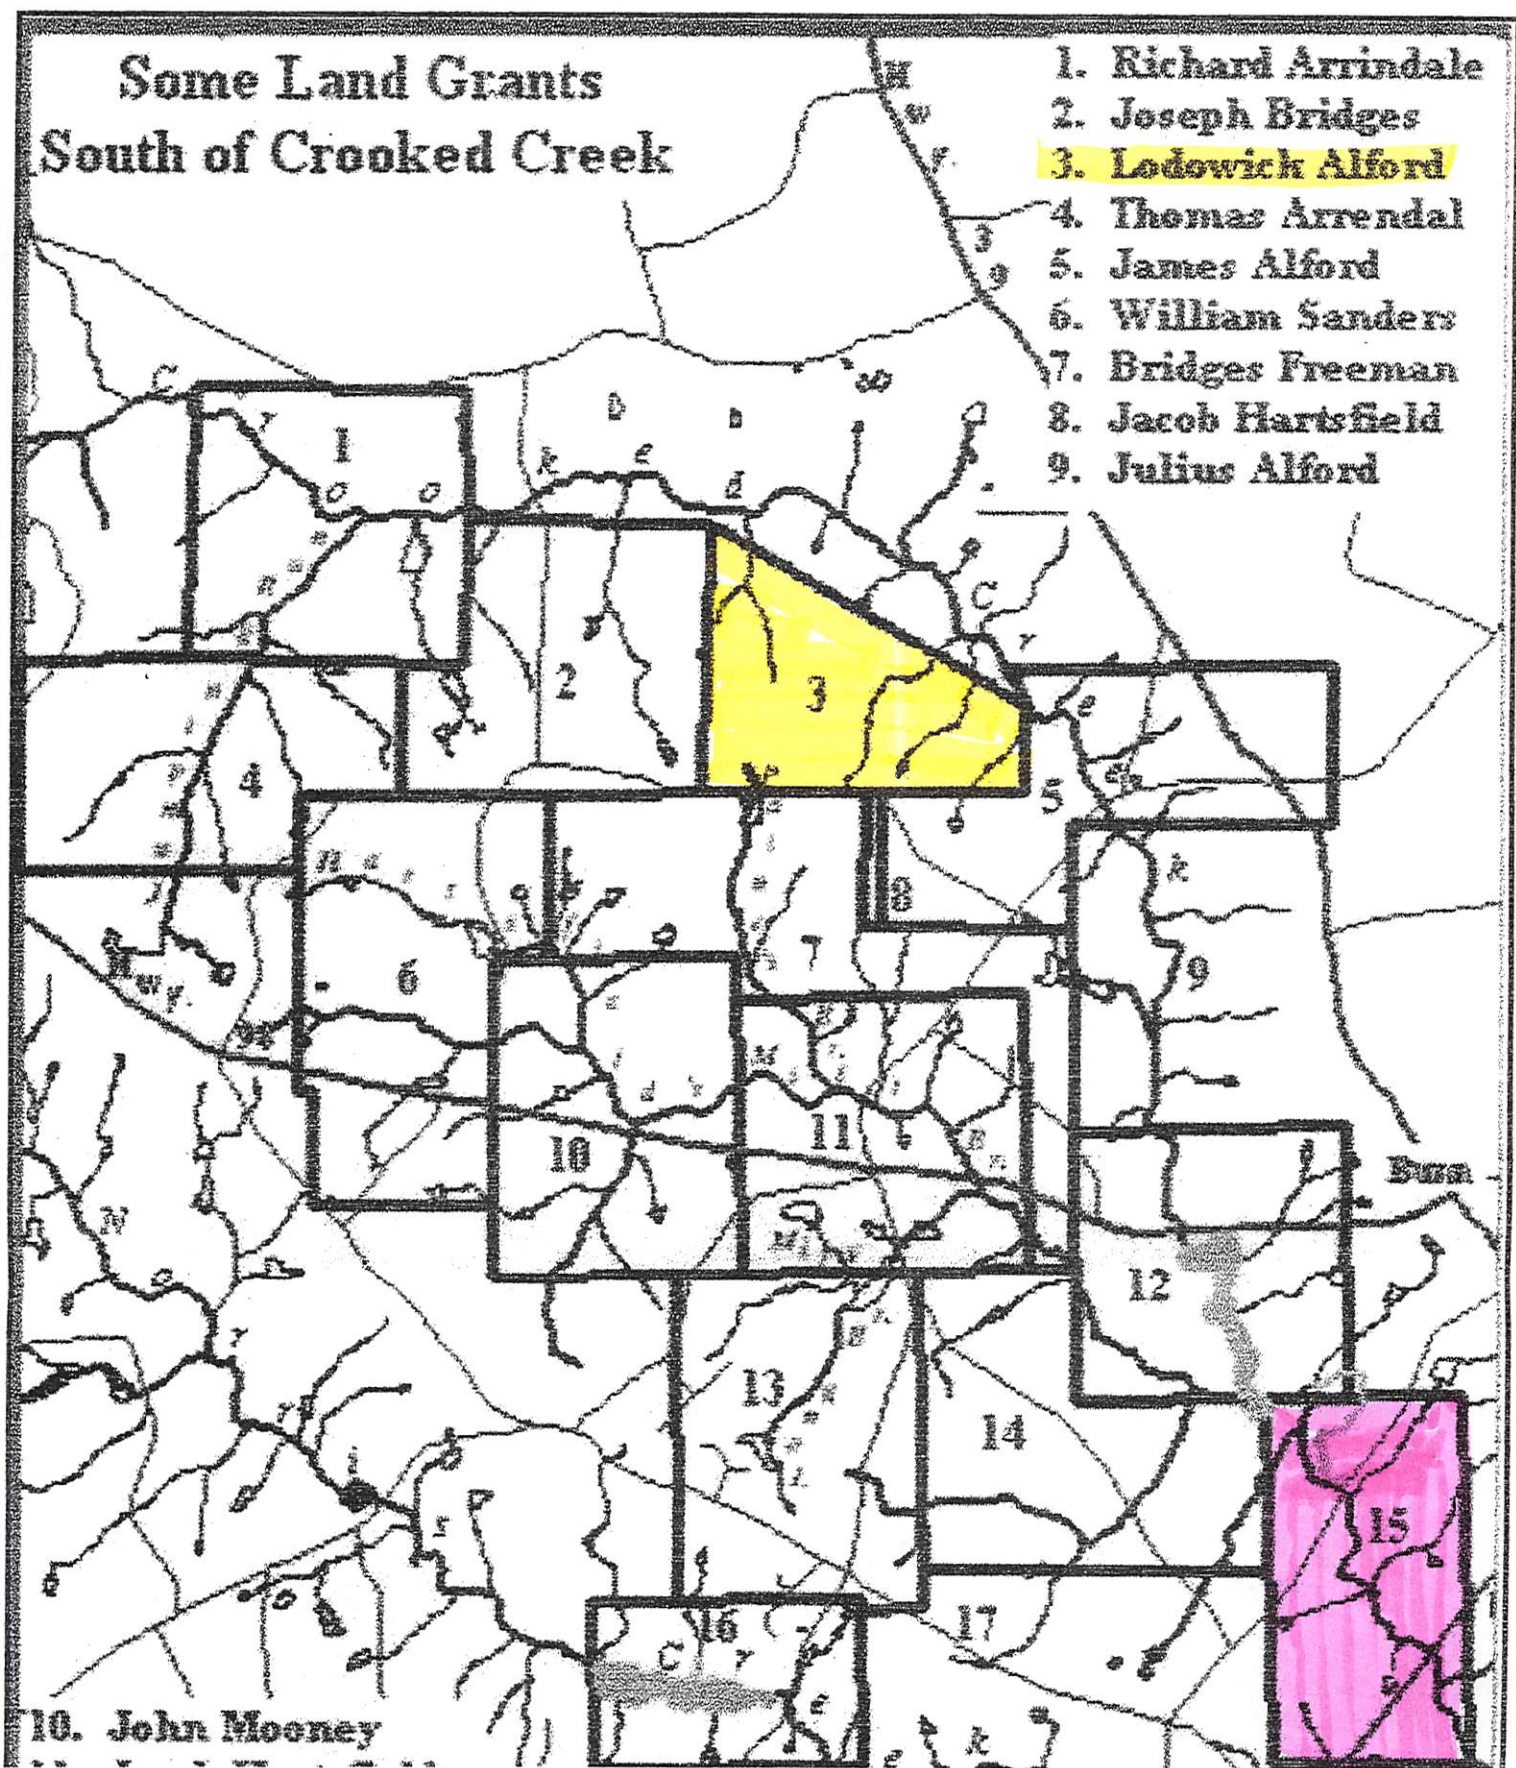 Some Land Grants
South of Crooked Creek
1. Richard Arrindale
2. Joseph Bridges
3. Lodowick Alford
4. Thomas Arrendal
5. James Alford
6. William Sanders
7. Bridges Freeman
8. Jacob Hartsfield
9. Julius Alford
Hwy. 39
C r o o k e d
C r e e k
1
2
3
4
5
6
7
8
9
10
11
12
13
14
15
16
17
Hwy.
Bunn
N o r r i s
C r e e k
10. John Mooney